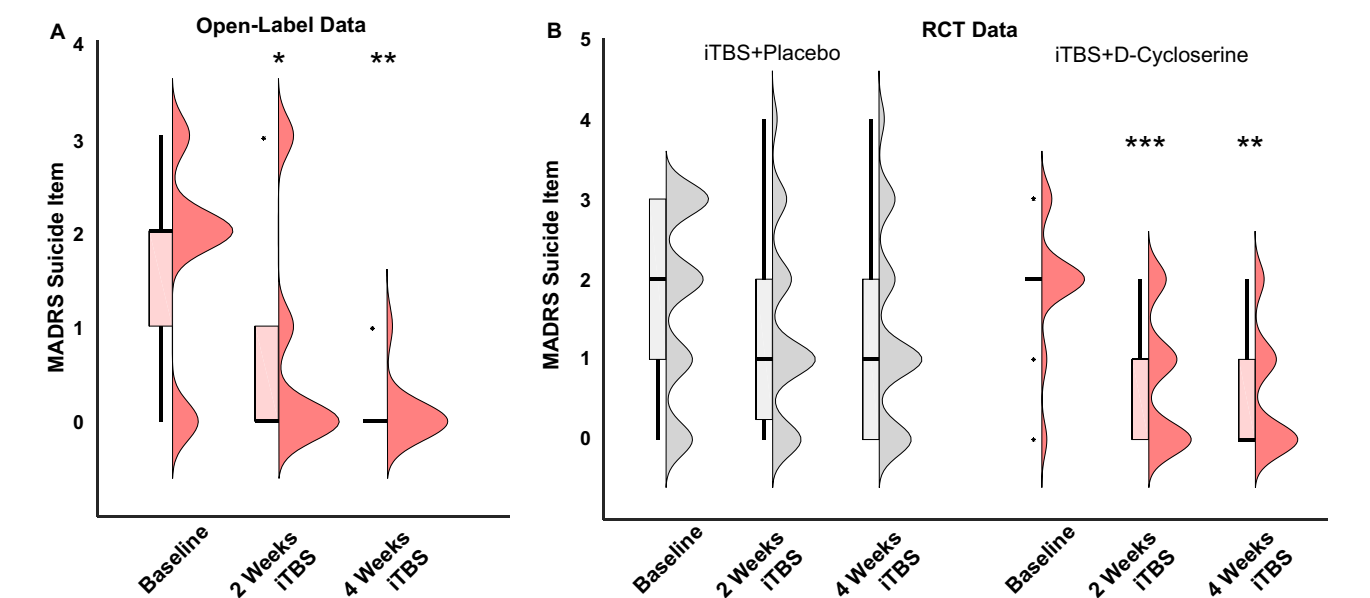 A
Open-Label Data
MADRS Suicide Item
4
3
2
1
0
*
**
Baseline
2 Weeks
iTBS
4 Weeks
iTBS
B
RCT Data
iTBS+Placebo
iTBS+D-Cycloserine
MADRS Suicide Item
5
4
3
2
1
0
***
**
Baseline
2 Weeks
iTBS
4 Weeks
iTBS
Baseline
2 Weeks
iTBS
4 Weeks
iTBS